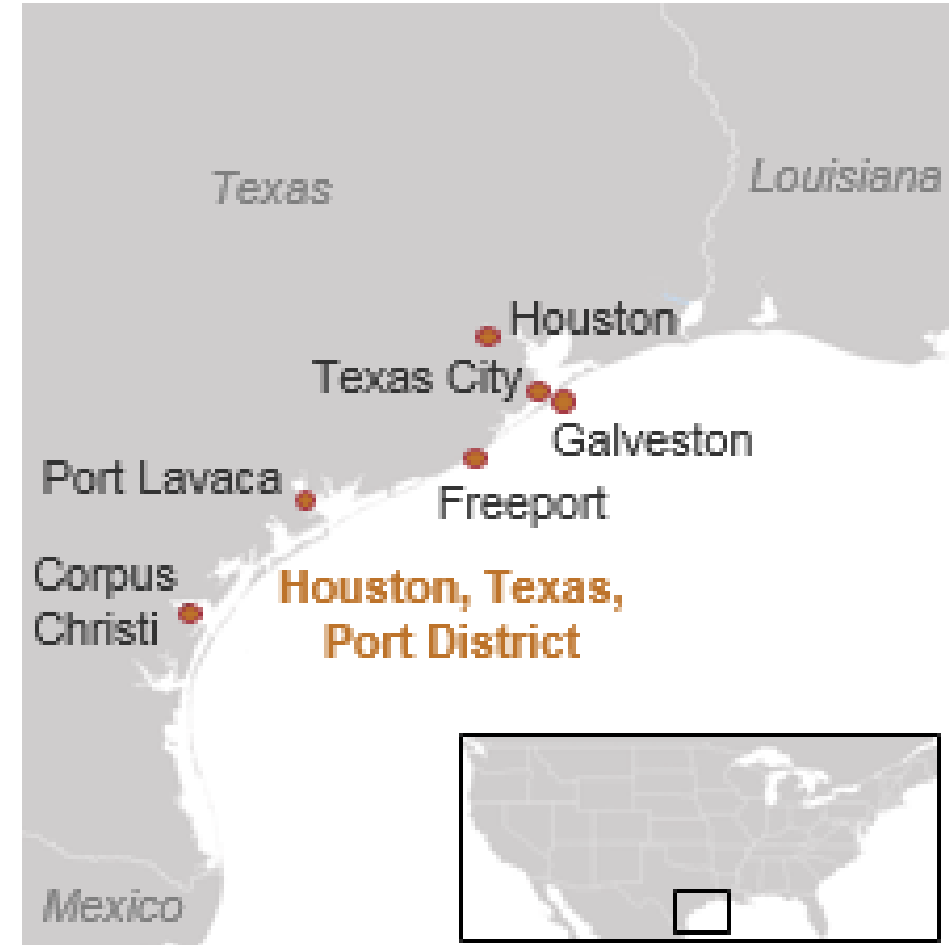 Texas
Louisiana
Houston
Texas City
Galveston
Port Lavaca
Freeport
Corpus
Christi
Houston, Texas,
Port District
Mexico